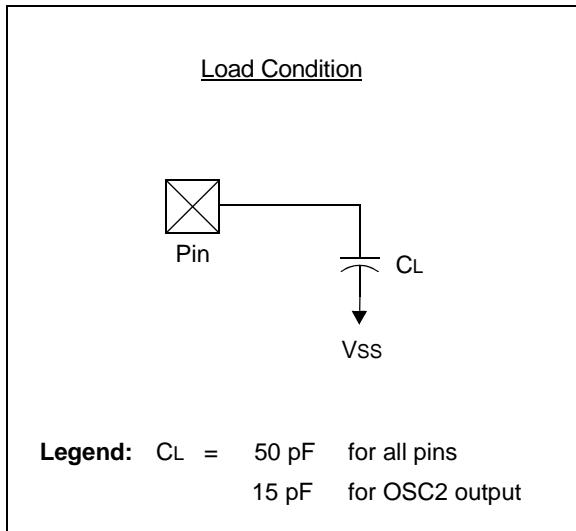 Load Condition
Pin
CL
VSS
Legend: CL = 50 pF for all pins
15 pF for OSC2 output